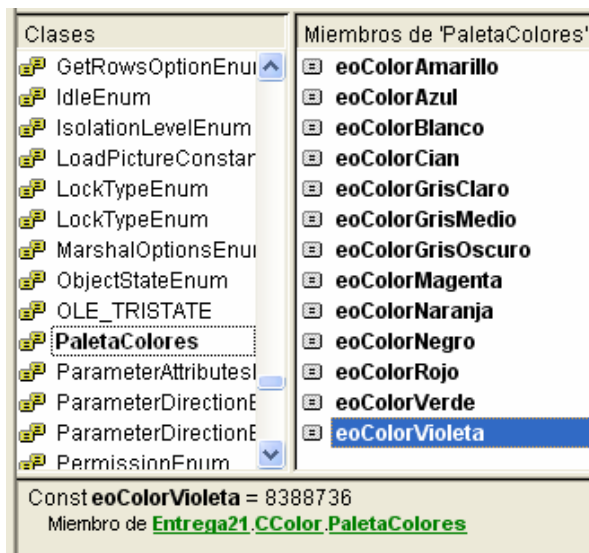 Clases
GetRowsOptionEnu
IdleEnum
IsolationLevelEnum
LoadPictureConstar
LockTypeEnum
LockTypeEnum
MarshalOptionsEnu
ObjectStateEnum
OLE_TRISTATE
PaletaColores
ParameterAttributesI
ParameterDirectionE
ParameterDirectionE
PermissionEnum
Miembros de 'PaletaColores'
eoColorAmarillo
eoColorAzul
eoColorBlanco
eoColorCian
eoColorGrisClaro
eoColorGrisMedio
eoColorGrisOscuro
eoColorMagenta
eoColorNaranja
eoColorNegro
eoColorRojo
eoColorVerde
eoColorVioleta
Const eoColorVioleta = 8388736
Miembro de Entrega21.CColor.PaletaColores